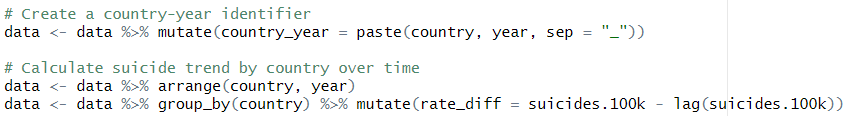 # Create a country-year identifier
data <- data %>% mutate(country_year = paste(country, year, sep = "_"))
# Calculate suicide trend by country over time
data <- data %>% arrange(country, year)
data <- data %>% group_by(country) %>% mutate(rate_diff = suicides.100k - lag(suicides.100k))